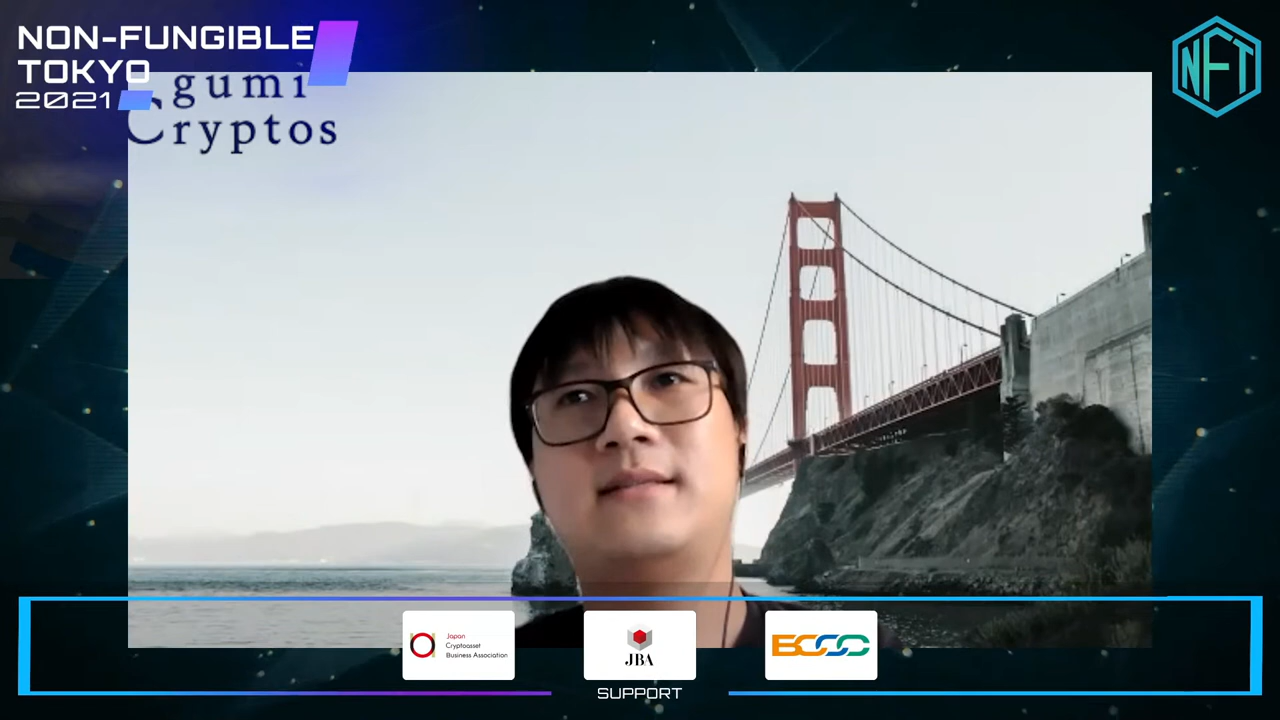 NON-FUNGIBLE
TOKYO
2021
gumi
Cryptos
NFT
Japan
Cryptoasset
Business Association
JBA
BCCC
SUPPORT